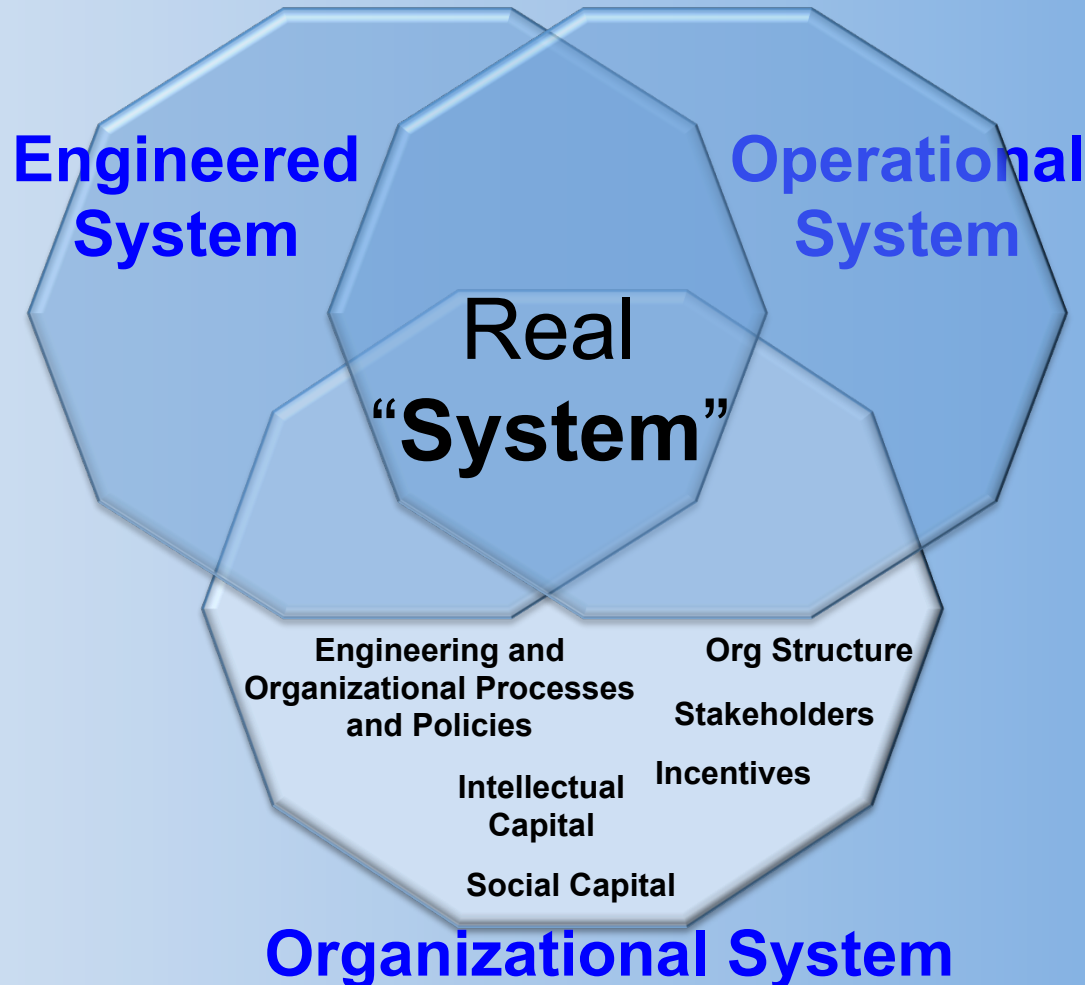 Engineered
System
Operational
System
Real
“System”
Engineering and
Organizational Processes
and Policies
Org Structure
Stakeholders
Incentives
Intellectual
Capital
Social Capital
Organizational System